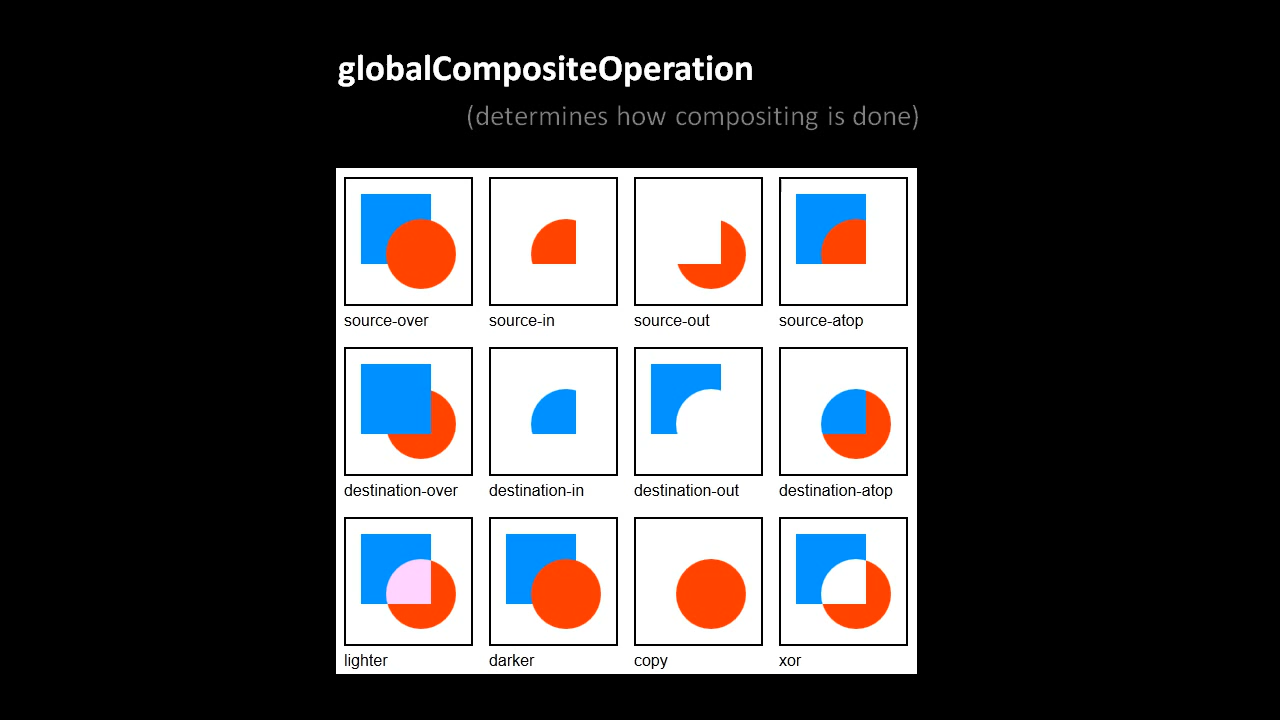 globalCompositeOperation
(determines how compositing is done)
source-over source-in source-out source-atop
destination-over destination-in destination-out destination-atop
lighter darker copy xor